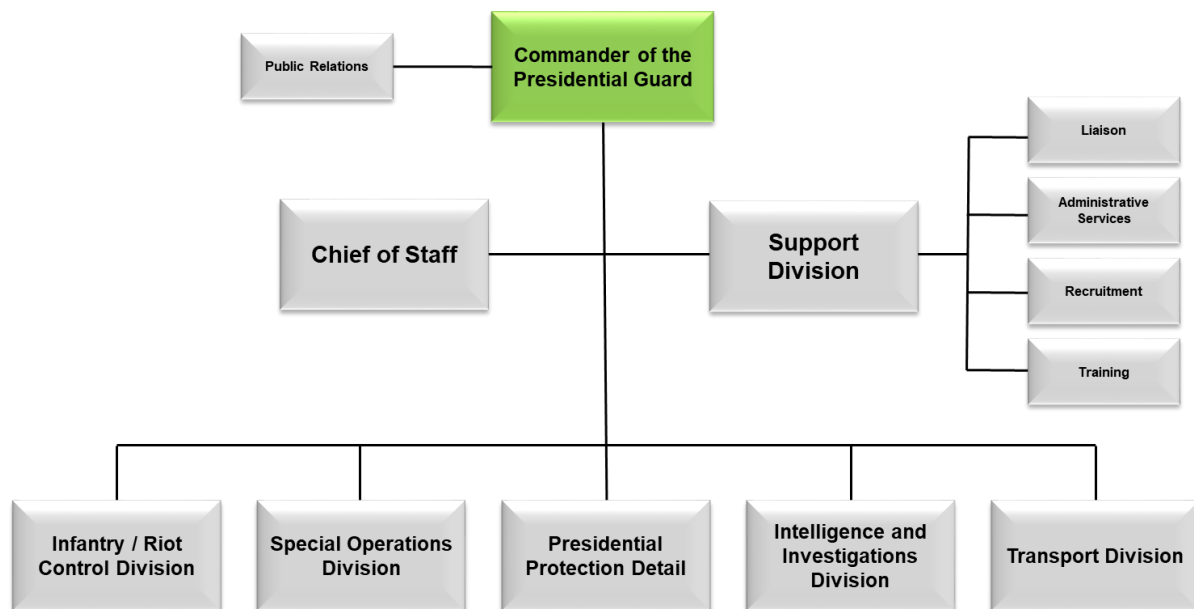 Commander of the
Presidential Guard
Public Relations
Liaison
Administrative
Services
Recruitment
Training
Chief of Staff
Support
Division
Infantry / Riot
Control Division
Special Operations
Division
Presidential
Protection Detail
Intelligence and
Investigations
Division
Transport Division